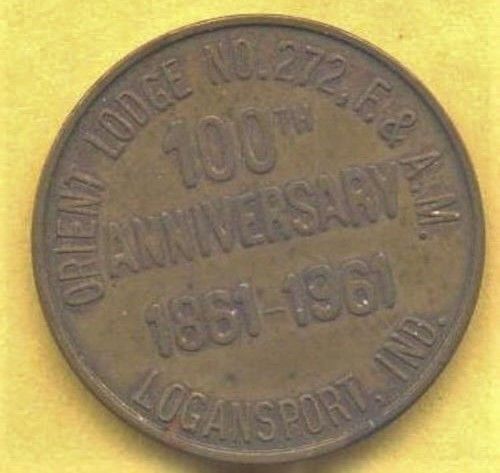 ORIENT LODGE NO. 272, F. & A.M.
100TH
ANNIVERSARY
1861-1961
LOGANSPORT, IND.